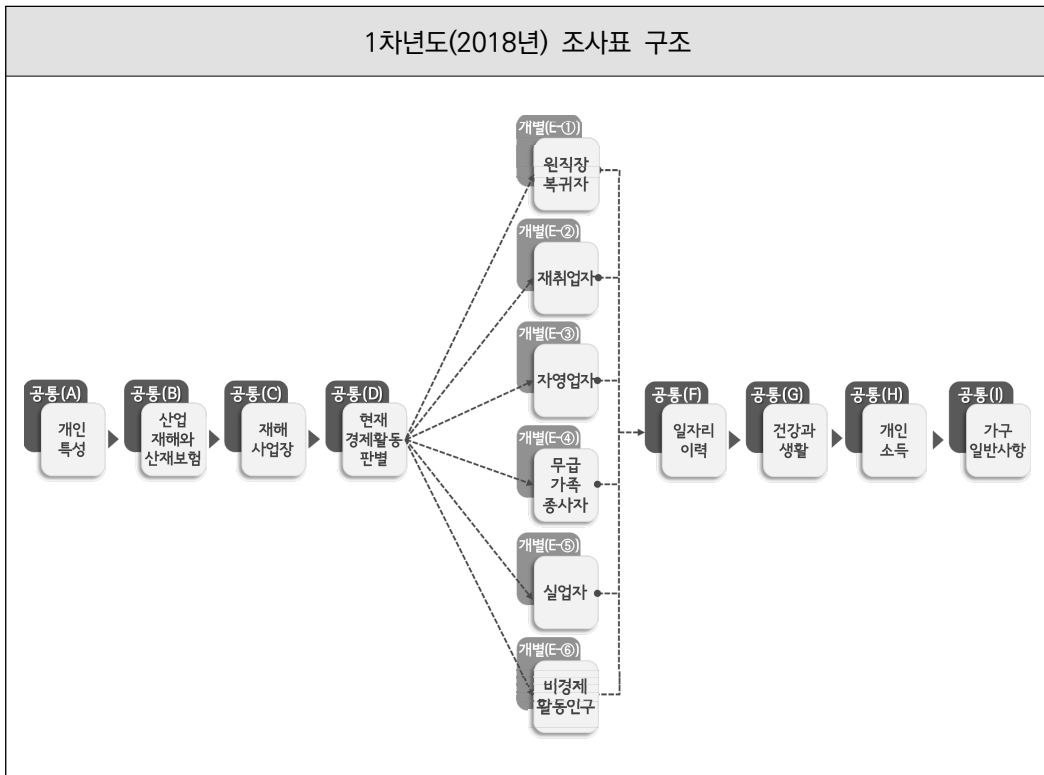 1차년도(2018년) 조사표 구조
공통(A)
개인
특성
공통(B)
산업
재해와
산재보험
공통(C)
재해
사업장
공통(D)
현재
경제활동
판별
개별(E-①)
원직장
복귀자
개별(E-②)
재취업자
개별(E-③)
자영업자
개별(E-④)
무급
가족
종사자
개별(E-⑤)
실업자
개별(E-⑥)
비경제
활동인구
공통(F)
일자리
이력
공통(G)
건강과
생활
공통(H)
개인
소득
공통(I)
가구
일반사항